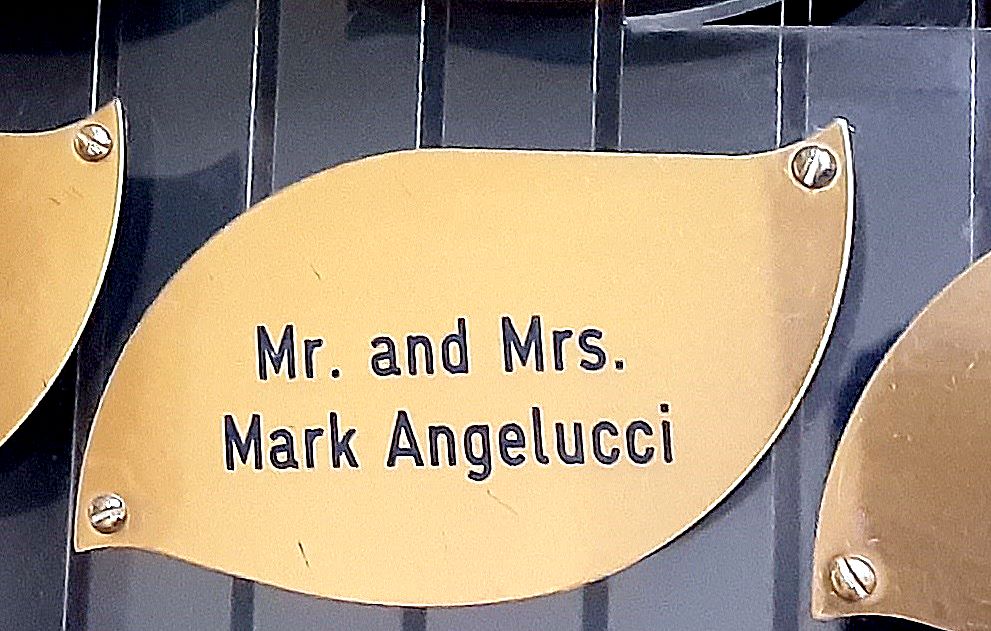 Mr. and Mrs.
Mark Angelucci